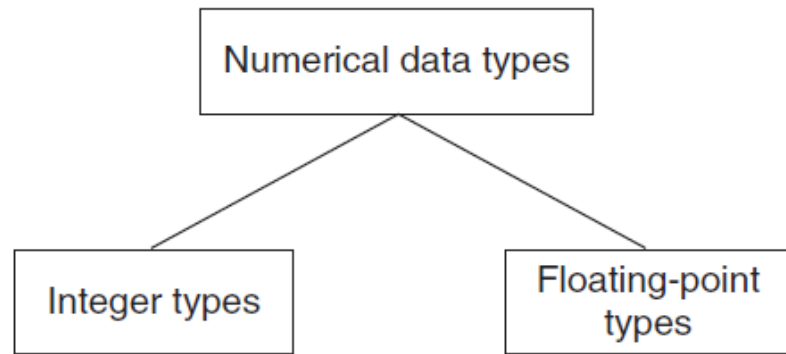 Numerical data types
Integer types
Floating-point
types